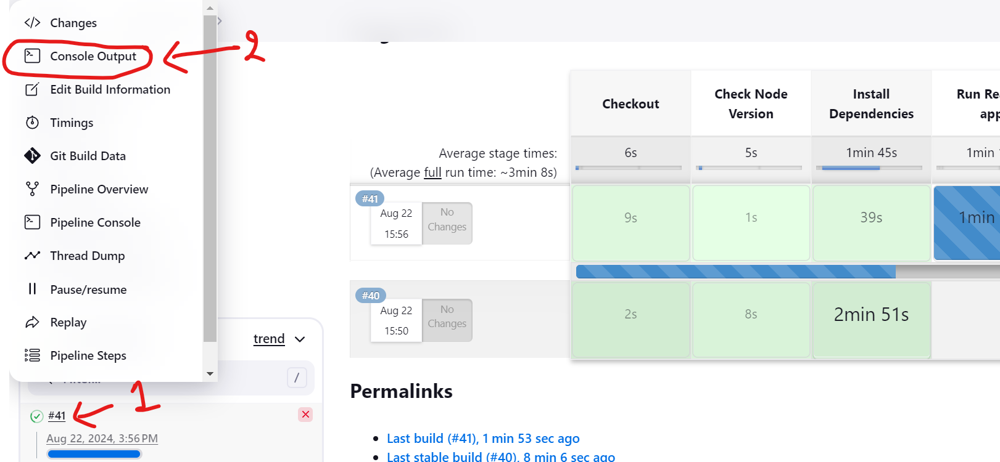 Changes
Console Output
2
Edit Build Information
Timings
Git Build Data
Pipeline Overview
Pipeline Console
Thread Dump
Pause/resume
Replay
Pipeline Steps
trend
/
1
#41
Aug 22, 2024, 3:56 PM
Checkout
Check Node
Version
Install
Dependencies
Run Rea
app
Average stage times:
(Average full run time: ~3min 8s)
6s
5s
1min 45s
1min
#41
Aug 22
15:56
No
Changes
9s
1s
39s
1min
#40
Aug 22
15:50
No
Changes
2s
8s
2min 51s
Permalinks
Last build (#41), 1 min 53 sec ago
Last stable build (#40), 8 min 6 sec ago